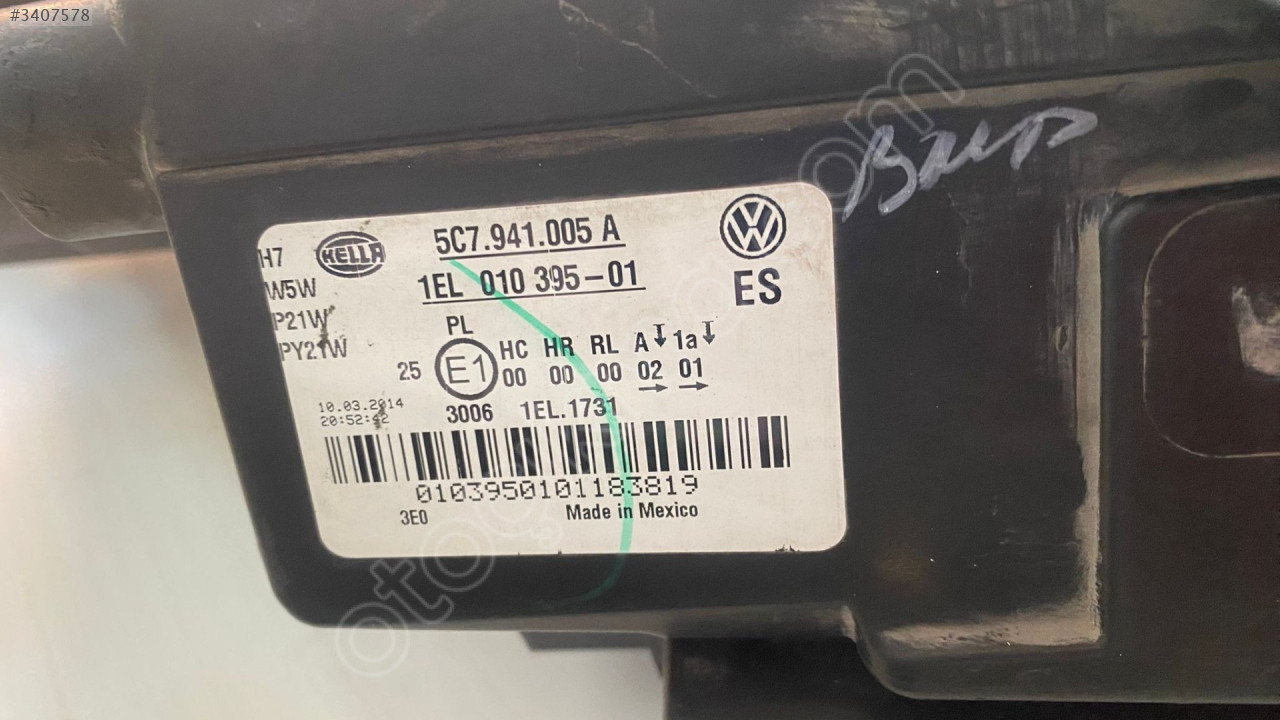 #3407578
H7
HELLA
5C7.941.005 A
W5W
1EL 010 395-01
ES
P21W
PL
PY21W
HC HR RL A 1a
25 E1 00 00 00 02 01
10.03.2014
3006 1EL.1731
20:52:42
0103950101183819
3E0
Made in Mexico